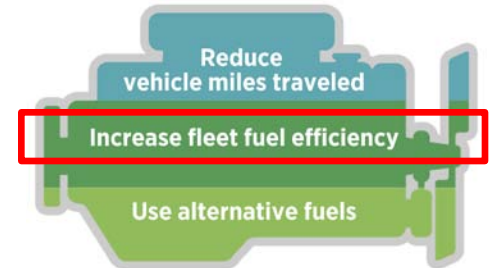 Reduce
vehicle miles traveled
Increase fleet fuel efficiency
Use alternative fuels